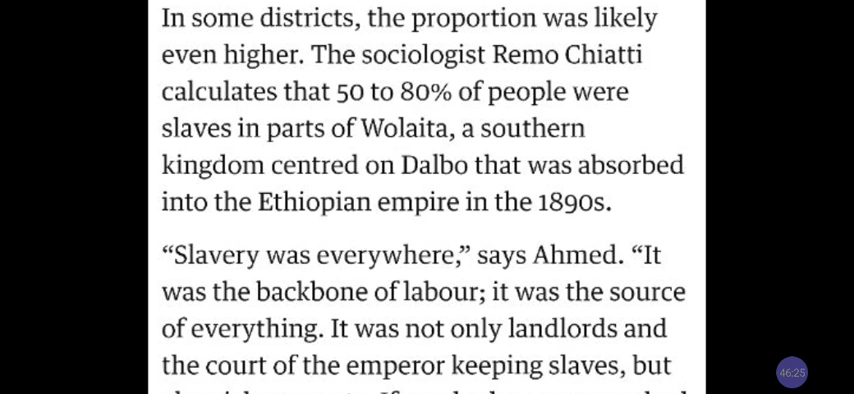 In some districts, the proportion was likely
even higher. The sociologist Remo Chiatti
calculates that 50 to 80% of people were
slaves in parts of Wolaita, a southern
kingdom centred on Dalbo that was absorbed
into the Ethiopian empire in the 1890s.
“Slavery was everywhere,” says Ahmed. “It
was the backbone of labour; it was the source
of everything. It was not only landlords and
the court of the emperor keeping slaves, but
46:25